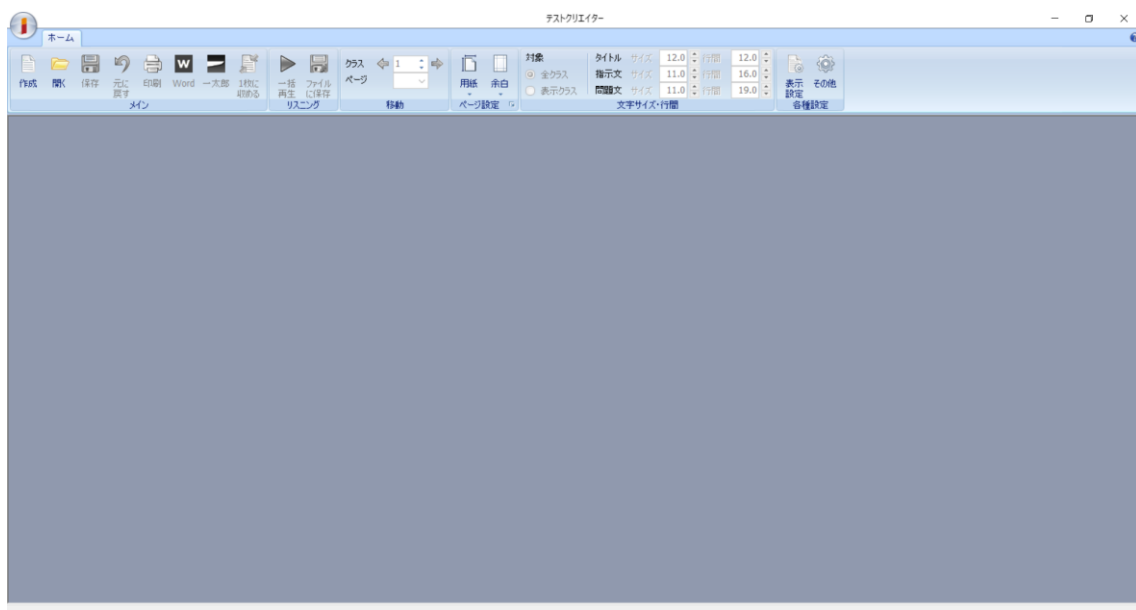 テストクリエイター
ホーム
作成 開く 保存 元に戻す 印刷 Word 一太郎 1枚に収める
メイン
一括再生 ファイルに保存
リスニング
クラス 1
ページ
移動
用紙 余白
ページ設定
対象
全クラス
表示クラス
タイトル サイズ 12.0 行間 12.0
指示文 サイズ 11.0 行間 16.0
問題文 サイズ 11.0 行間 19.0
文字サイズ・行間
表示設定 その他
各種設定